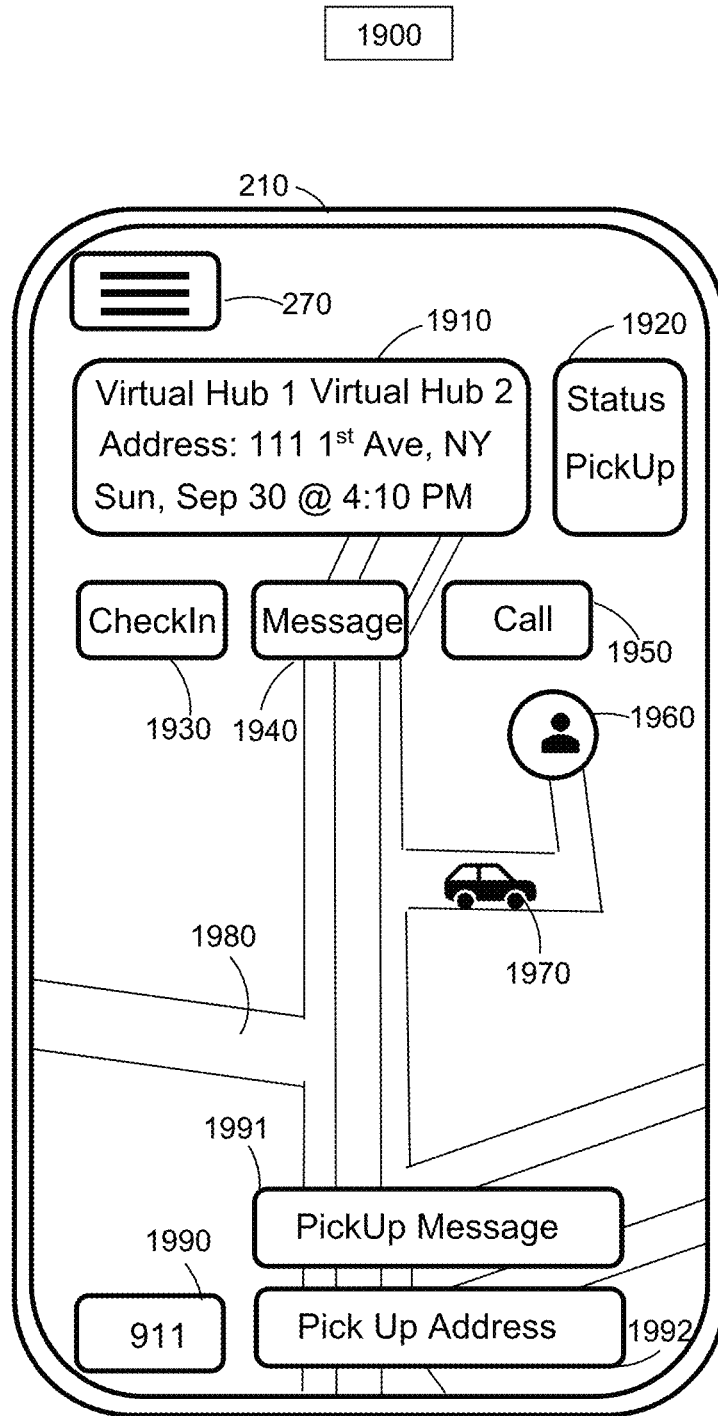 1900
210
270
1910
1920
Virtual Hub 1 Virtual Hub 2
Address: 111 1st Ave, NY
Sun, Sep 30 @ 4:10 PM
Status
PickUp
CheckIn
Message
Call
1930
1940
1950
1960
1970
1980
1991
PickUp Message
1990
911
Pick Up Address
1992